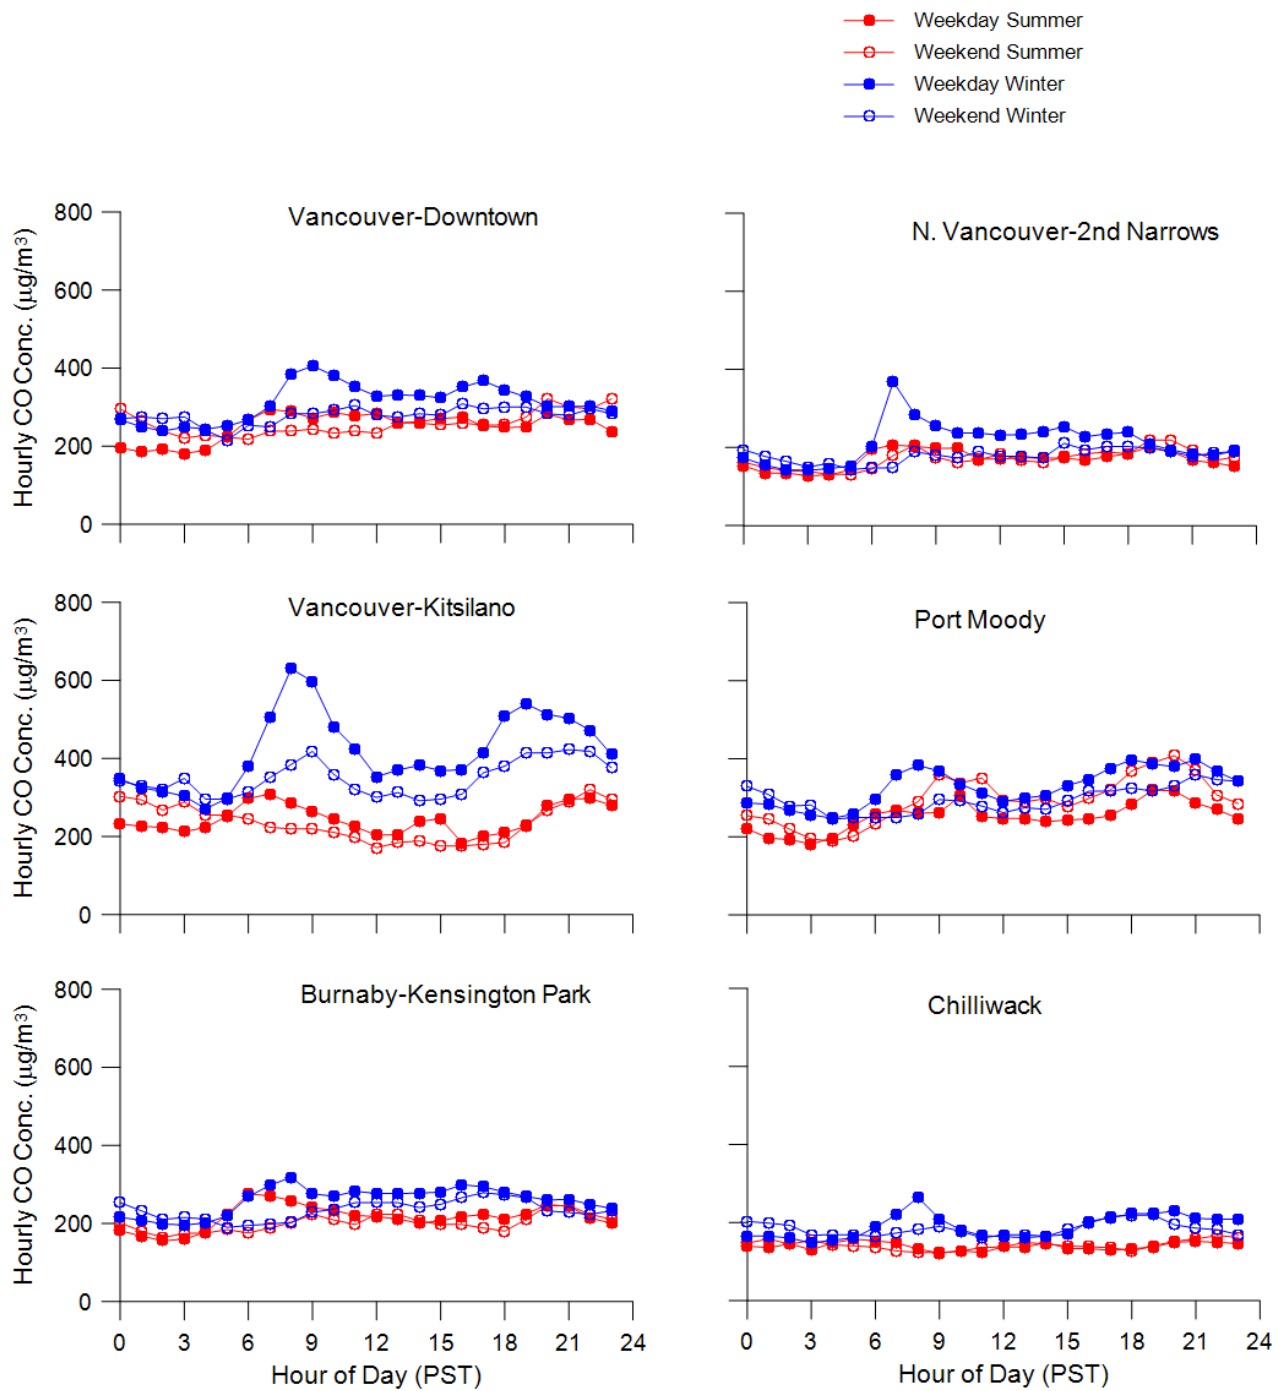 Weekday Summer
Weekend Summer
Weekday Winter
Weekend Winter
Vancouver-Downtown
Hourly CO Conc. (µg/m³)
800
600
400
200
0
N. Vancouver-2nd Narrows
Vancouver-Kitsilano
Hourly CO Conc. (µg/m³)
800
600
400
200
0
Port Moody
Burnaby-Kensington Park
Hourly CO Conc. (µg/m³)
800
600
400
200
0
0 3 6 9 12 15 18 21 24
Hour of Day (PST)
Chilliwack
0 3 6 9 12 15 18 21 24
Hour of Day (PST)